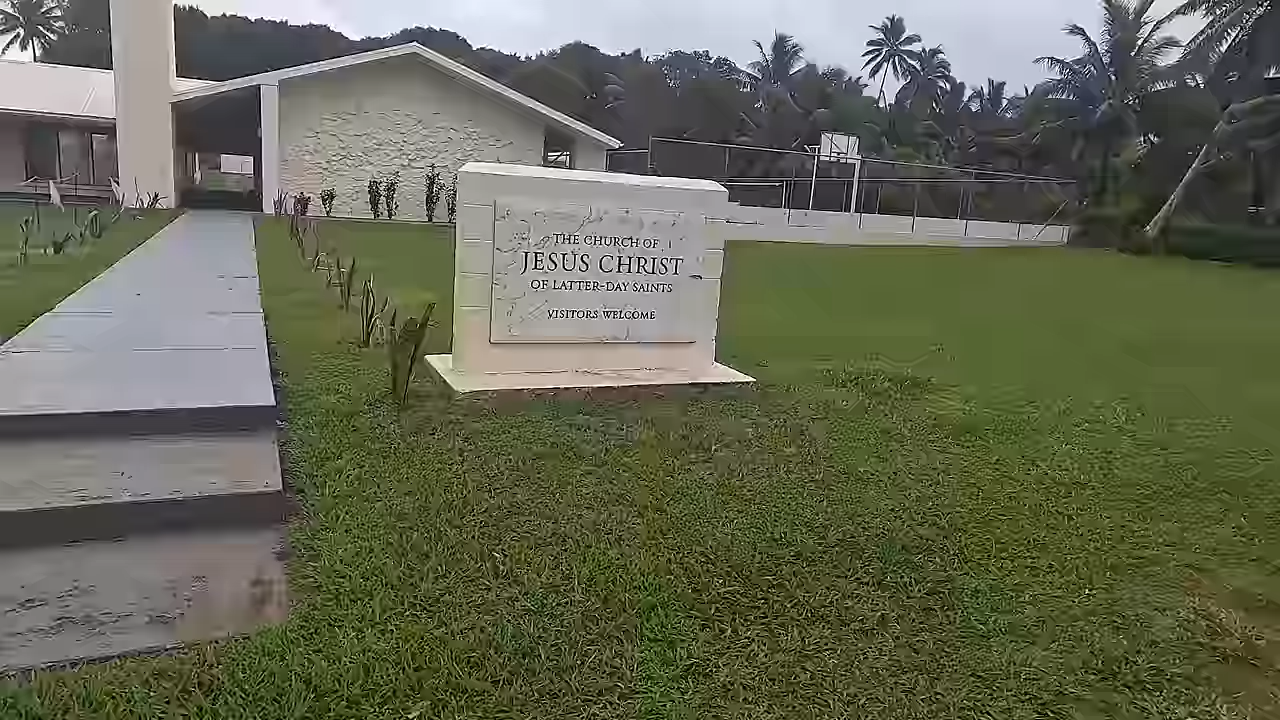 THE CHURCH OF
JESUS CHRIST
OF LATTER-DAY SAINTS
VISITORS WELCOME